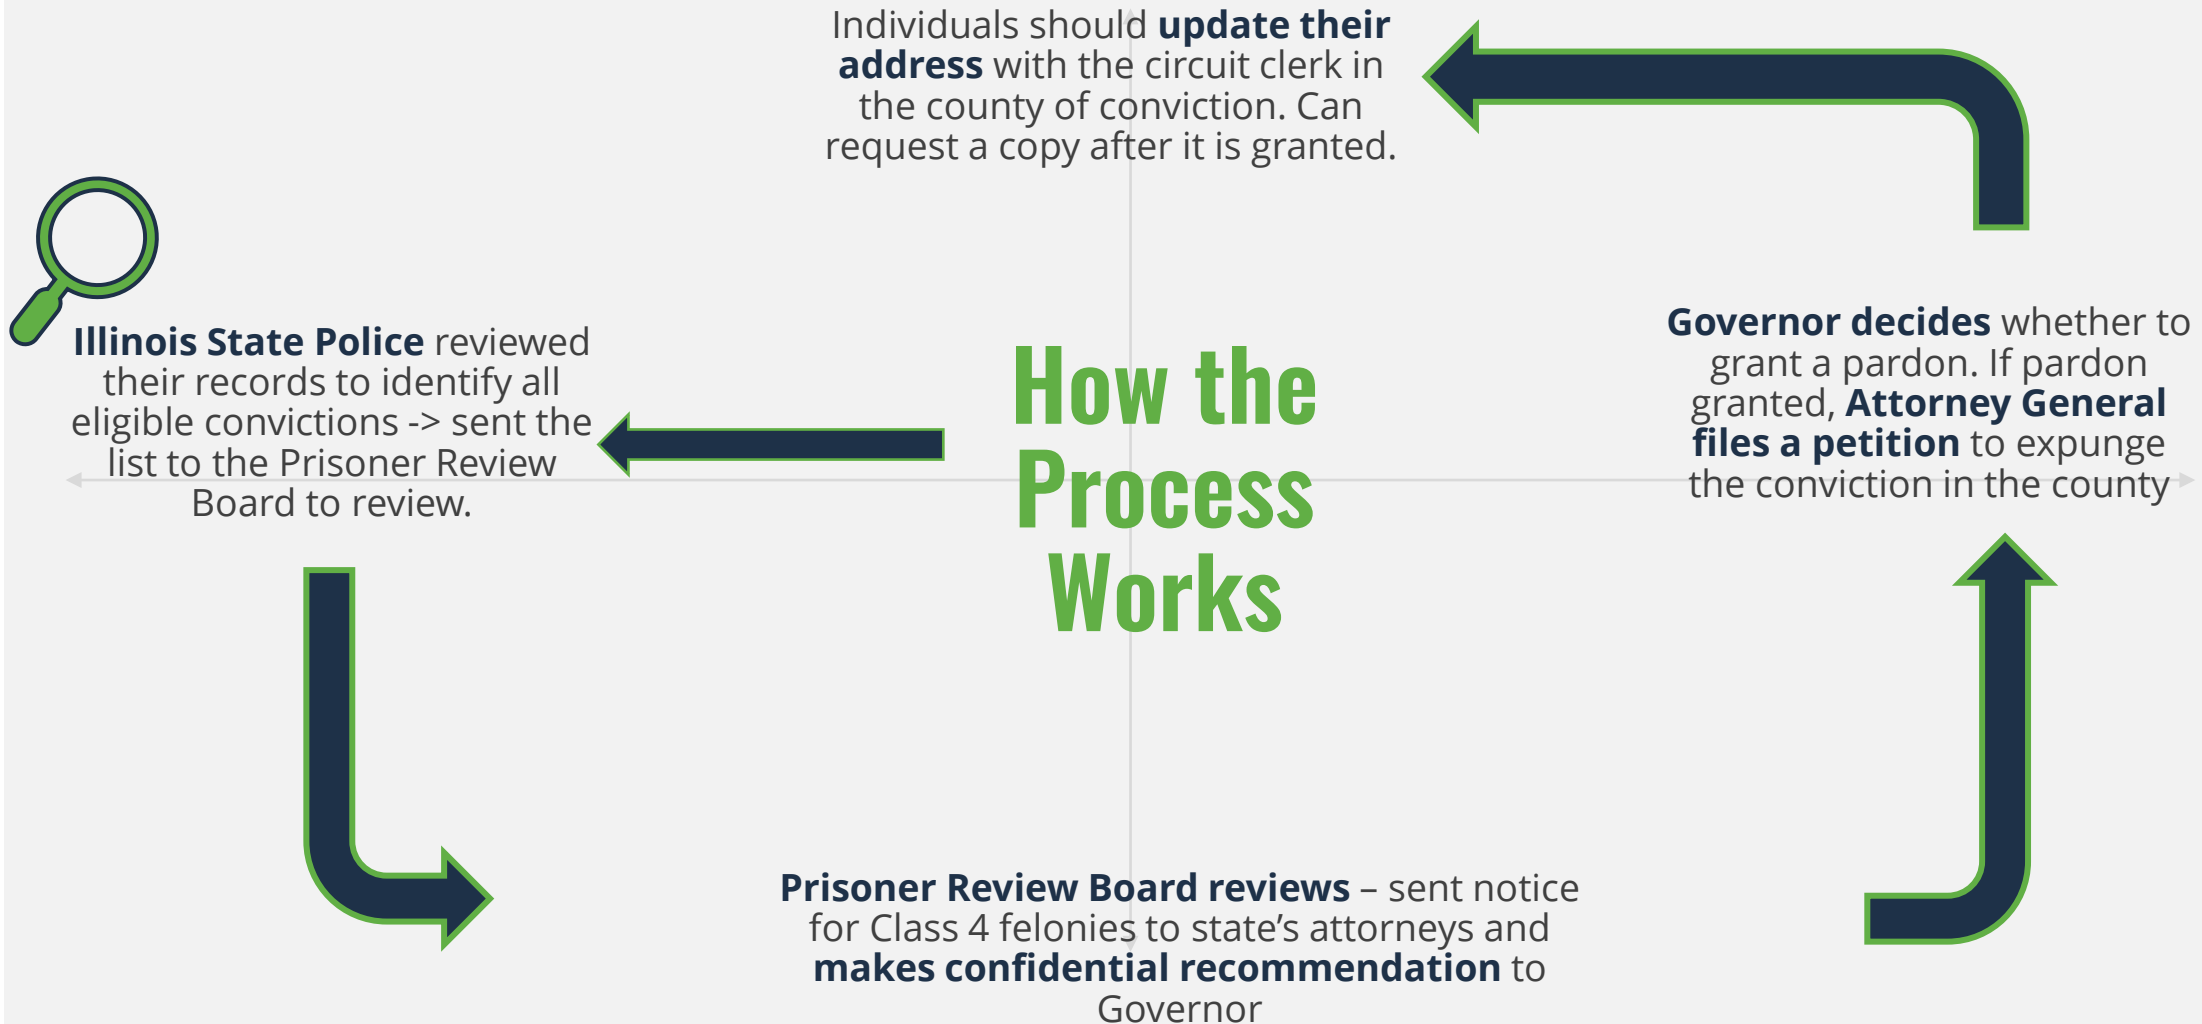 Individuals should update their
address with the circuit clerk in
the county of conviction. Can
request a copy after it is granted.
Illinois State Police reviewed
their records to identify all
eligible convictions -> sent the
list to the Prisoner Review
Board to review.
How the
Process
Works
Governor decides whether to
grant a pardon. If pardon
granted, Attorney General
files a petition to expunge
the conviction in the county
Prisoner Review Board reviews – sent notice
for Class 4 felonies to state’s attorneys and
makes confidential recommendation to
Governor